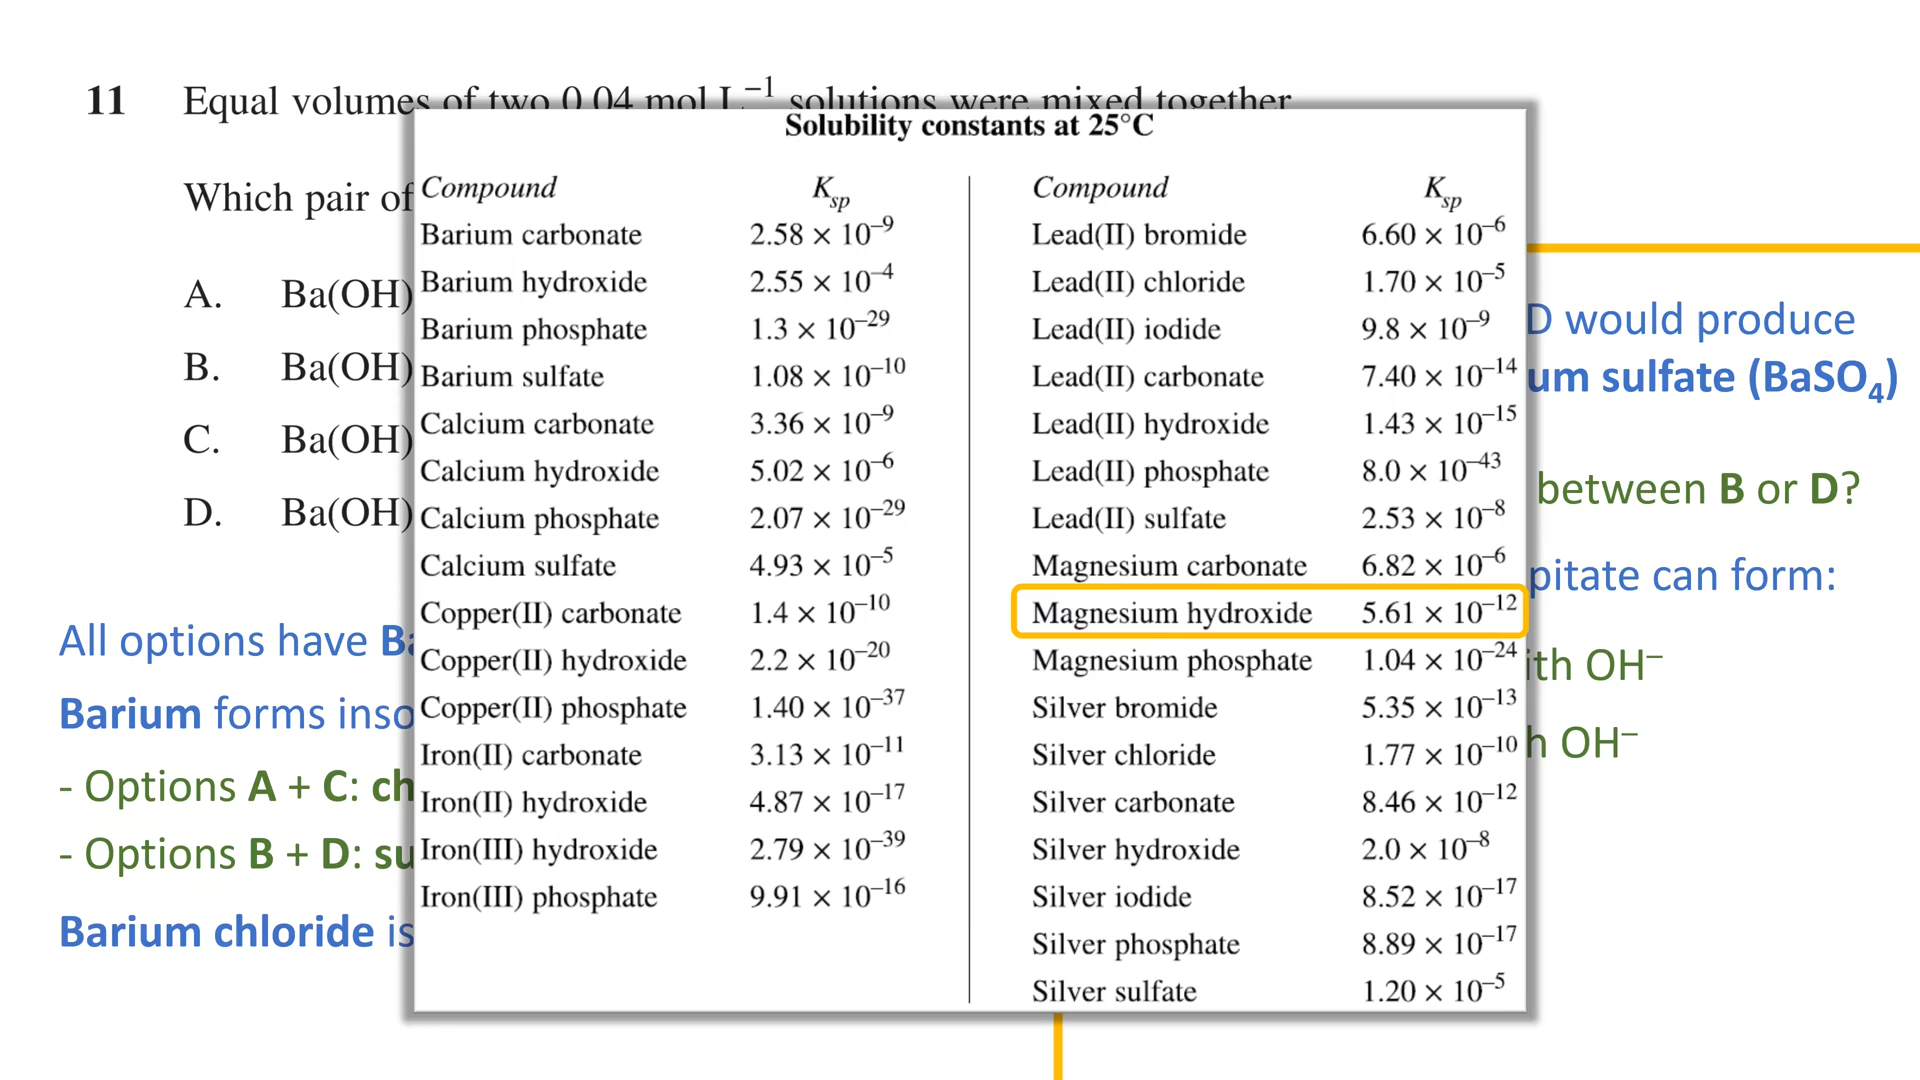 11 Equal volumes of two 0.04 mol L⁻¹ solutions were mixed together
Which pair of
A. Ba(OH)
B. Ba(OH)
C. Ba(OH)
D. Ba(OH)
All options have
Barium forms
- Options A + C:
- Options B + D:
Barium chloride is
Solubility constants at 25°C
Compound Ksp
Barium carbonate 2.58 × 10⁻⁹
Barium hydroxide 2.55 × 10⁻⁴
Barium phosphate 1.3 × 10⁻²⁹
Barium sulfate 1.08 × 10⁻¹⁰
Calcium carbonate 3.36 × 10⁻⁹
Calcium hydroxide 5.02 × 10⁻⁶
Calcium phosphate 2.07 × 10⁻²⁹
Calcium sulfate 4.93 × 10⁻⁵
Copper(II) carbonate 1.4 × 10⁻¹⁰
Copper(II) hydroxide 2.2 × 10⁻²⁰
Copper(II) phosphate 1.40 × 10⁻³⁷
Iron(II) carbonate 3.13 × 10⁻¹¹
Iron(II) hydroxide 4.87 × 10⁻¹⁷
Iron(III) hydroxide 2.79 × 10⁻³⁹
Iron(III) phosphate 9.91 × 10⁻¹⁶
Compound Ksp
Lead(II) bromide 6.60 × 10⁻⁶
Lead(II) chloride 1.70 × 10⁻⁵
Lead(II) iodide 9.8 × 10⁻⁹
Lead(II) carbonate 7.40 × 10⁻¹⁴
Lead(II) hydroxide 1.43 × 10⁻¹⁵
Lead(II) phosphate 8.0 × 10⁻⁴³
Lead(II) sulfate 2.53 × 10⁻⁸
Magnesium carbonate 6.82 × 10⁻⁶
Magnesium hydroxide 5.61 × 10⁻¹²
Magnesium phosphate 1.04 × 10⁻²⁴
Silver bromide 5.35 × 10⁻¹³
Silver chloride 1.77 × 10⁻¹⁰
Silver carbonate 8.46 × 10⁻¹²
Silver hydroxide 2.0 × 10⁻⁸
Silver iodide 8.52 × 10⁻¹⁷
Silver phosphate 8.89 × 10⁻¹⁷
Silver sulfate 1.20 × 10⁻⁵
D would produce
sulfate (BaSO₄)
between B or D?
can form:
OH⁻
OH⁻